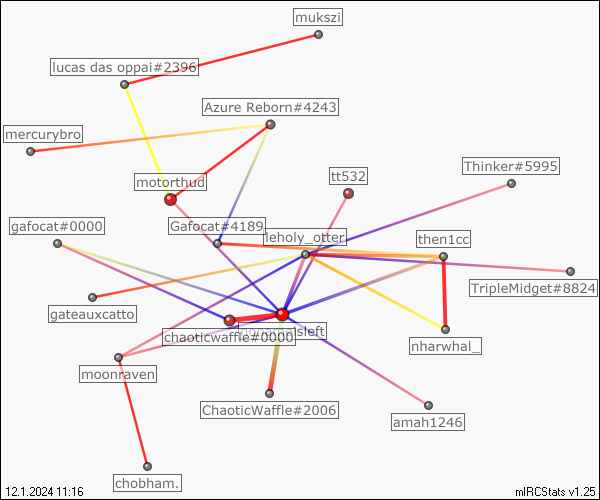 mukszi
lucas das oppai#2396
Azure Reborn#4243
mercurybro
Thinker#5995
tt532
motorthud
gafocat#0000
Gafocat#4189
leholy_otter
then1cc
TripleMidget#8824
gateauxcatto
chaoticwaffle#0000
sleft
nharwhal_
moonraven
ChaoticWaffle#2006
amah1246
chobham.
12.1.2024 11:16
mIRCStats v1.25